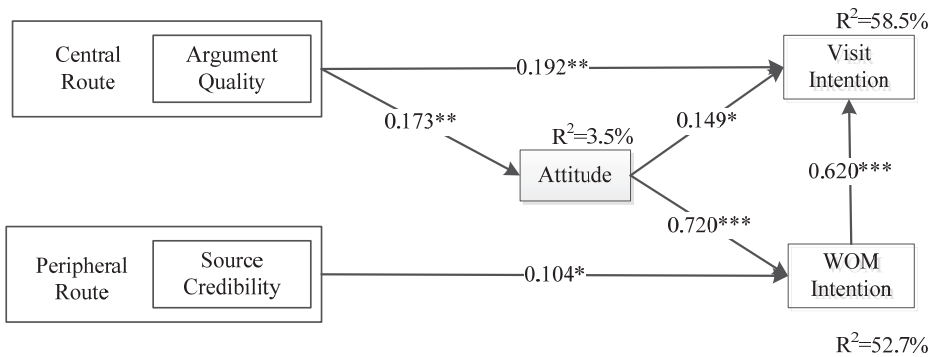 R²=58.5%
Central
Route
Argument
Quality
Visit
Intention
0.192**
0.173**
0.149*
R²=3.5%
Attitude
0.620***
0.720***
Peripheral
Route
Source
Credibility
0.104*
WOM
Intention
R²=52.7%